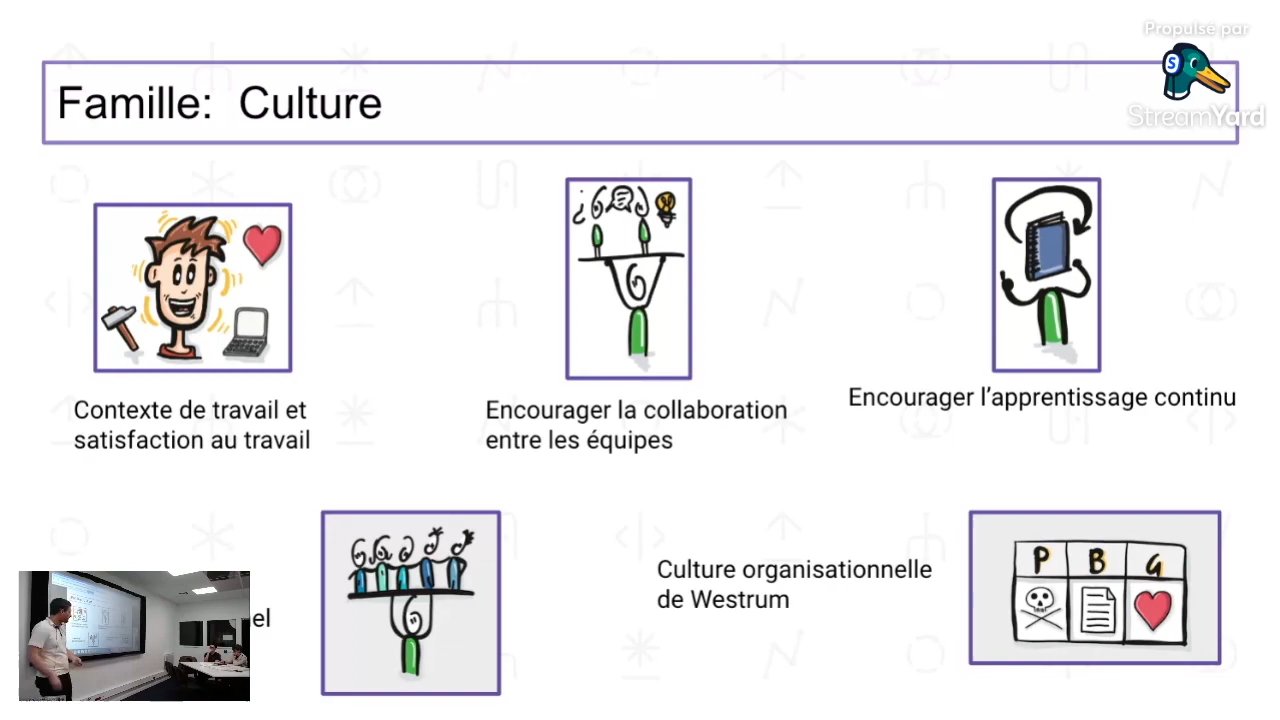 Propulsé par
StreamYard
Famille: Culture
Contexte de travail et
satisfaction au travail
Encourager la collaboration
entre les équipes
Encourager l'apprentissage continu
el
Culture organisationnelle
de Westrum
P B G